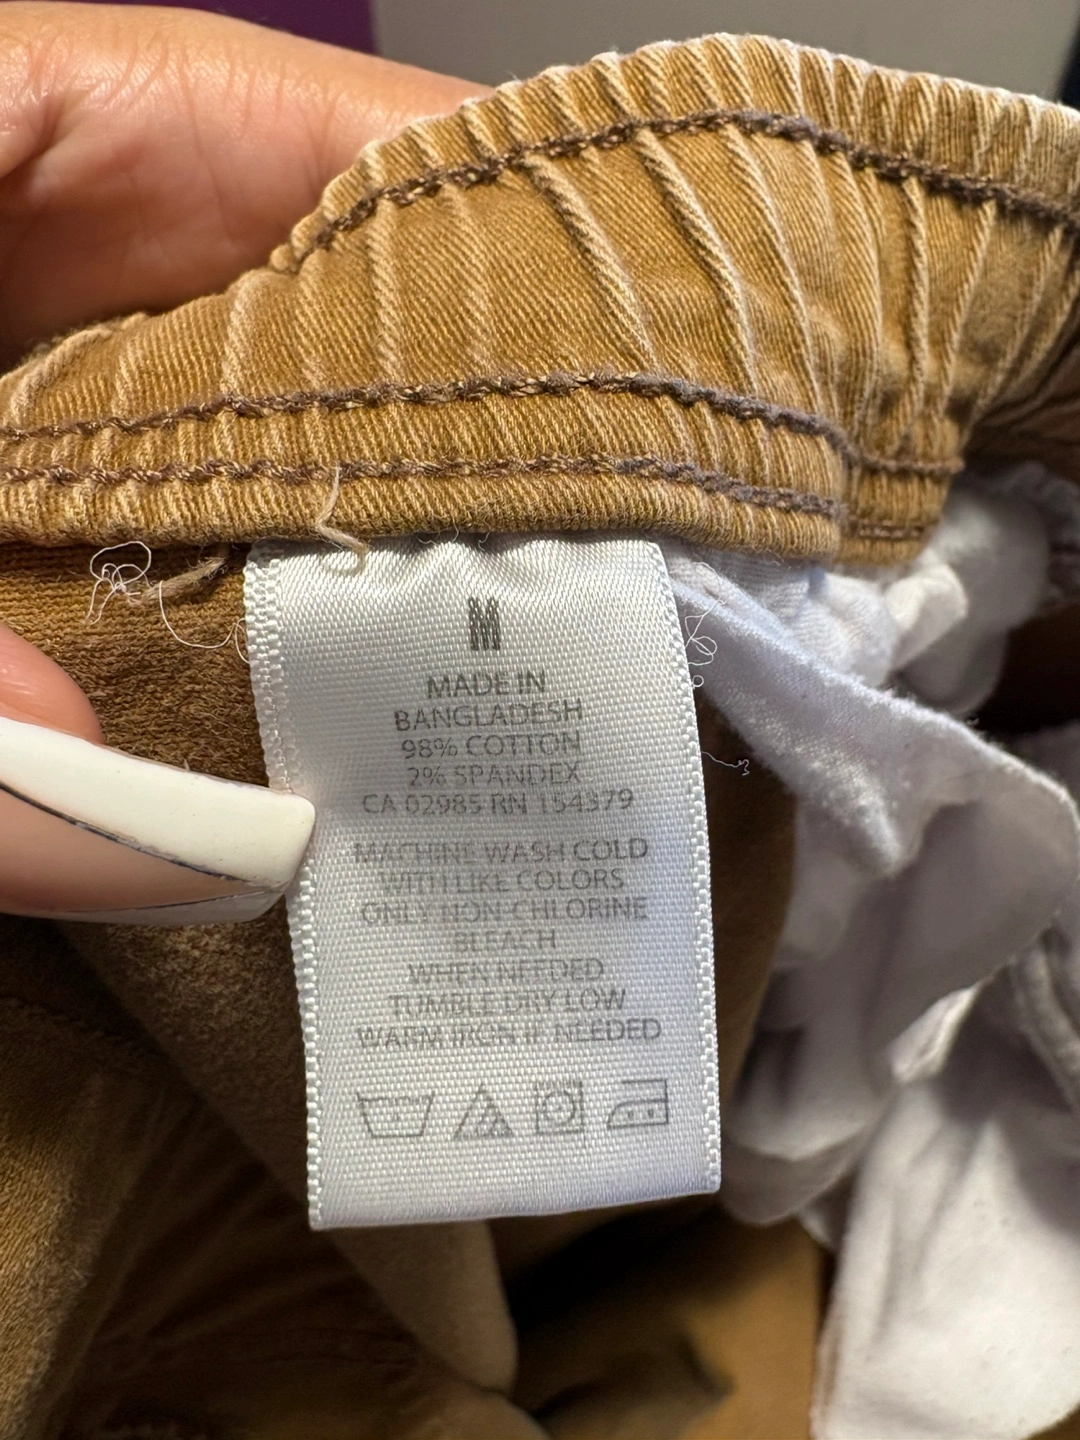 M
MADE IN
BANGLADESH
98% COTTON
2% SPANDEX
CA 02985 RN 154379
MACHINE WASH COLD
WITH LIKE COLORS
ONLY NON-CHLORINE
BLEACH
WHEN NEEDED
TUMBLE DRY LOW
WARM IRON IF NEEDED